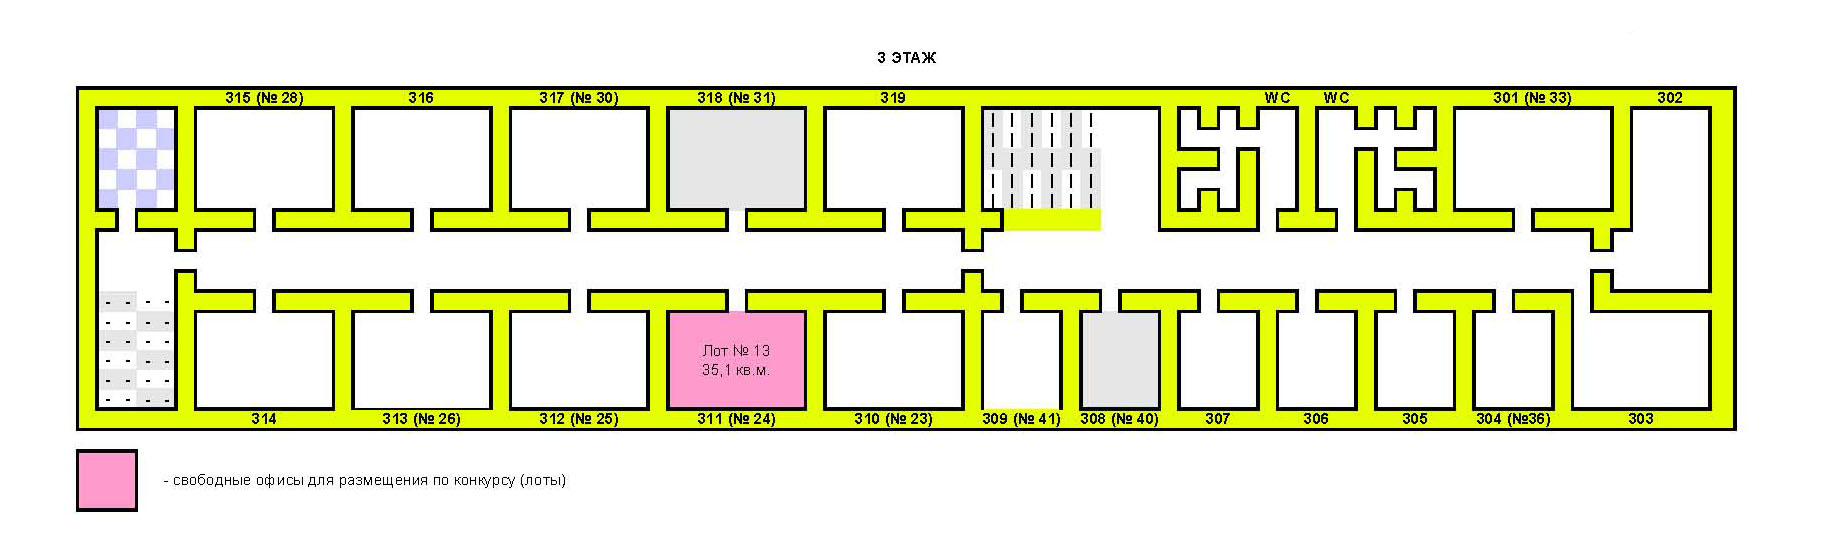 3 ЭТАЖ
315 (№ 28) 316 317 (№ 30) 318 (№ 31) 319 WC WC 301 (№ 33) 302
Лот № 13
35,1 кв.м.
314 313 (№ 26) 312 (№ 25) 311 (№ 24) 310 (№ 23) 309 (№ 41) 308 (№ 40) 307 306 305 304 (№36) 303
- свободные офисы для размещения по конкурсу (лоты)